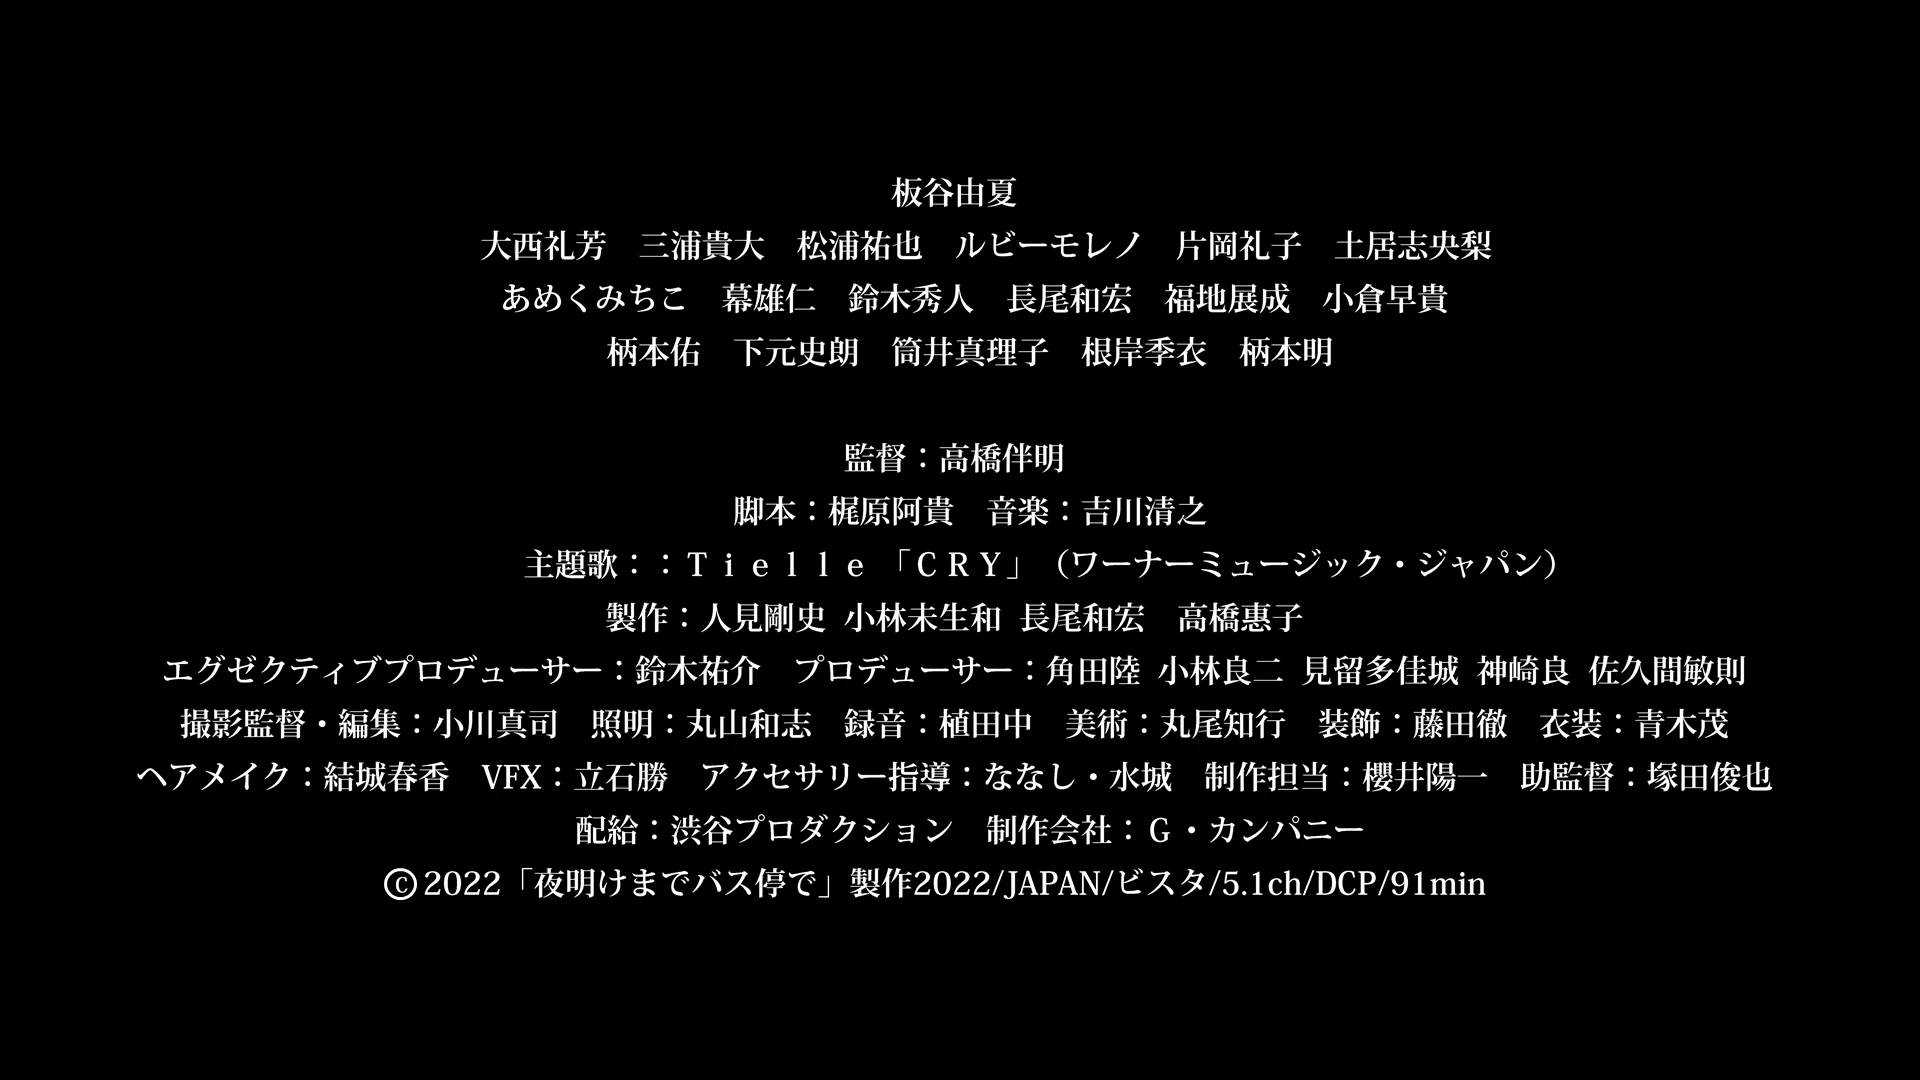 板谷由夏
大西礼芳　三浦貴大　松浦祐也　ルビーモレノ　片岡礼子　土居志央梨
あめくみちこ　幕雄仁　鈴木秀人　長尾和宏　福地展成　小倉早貴
柄本佑　下元史朗　筒井真理子　根岸季衣　柄本明
監督：高橋伴明
脚本：梶原阿貴　音楽：吉川清之
主題歌：：Ｔｉｅｌｌｅ 「ＣＲＹ」（ワーナーミュージック・ジャパン）
製作：人見剛史 小林未生和 長尾和宏　高橋惠子
エグゼクティブプロデューサー：鈴木祐介　プロデューサー：角田陸 小林良二 見留多佳城 神崎良 佐久間敏則
撮影監督・編集：小川真司　照明：丸山和志　録音：植田中　美術：丸尾知行　装飾：藤田徹　衣装：青木茂
ヘアメイク：結城春香　VFX：立石勝　アクセサリー指導：ななし・水城　制作担当：櫻井陽一　助監督：塚田俊也
配給：渋谷プロダクション　制作会社：Ｇ・カンパニー
©2022「夜明けまでバス停で」製作2022/JAPAN/ビスタ/5.1ch/DCP/91min